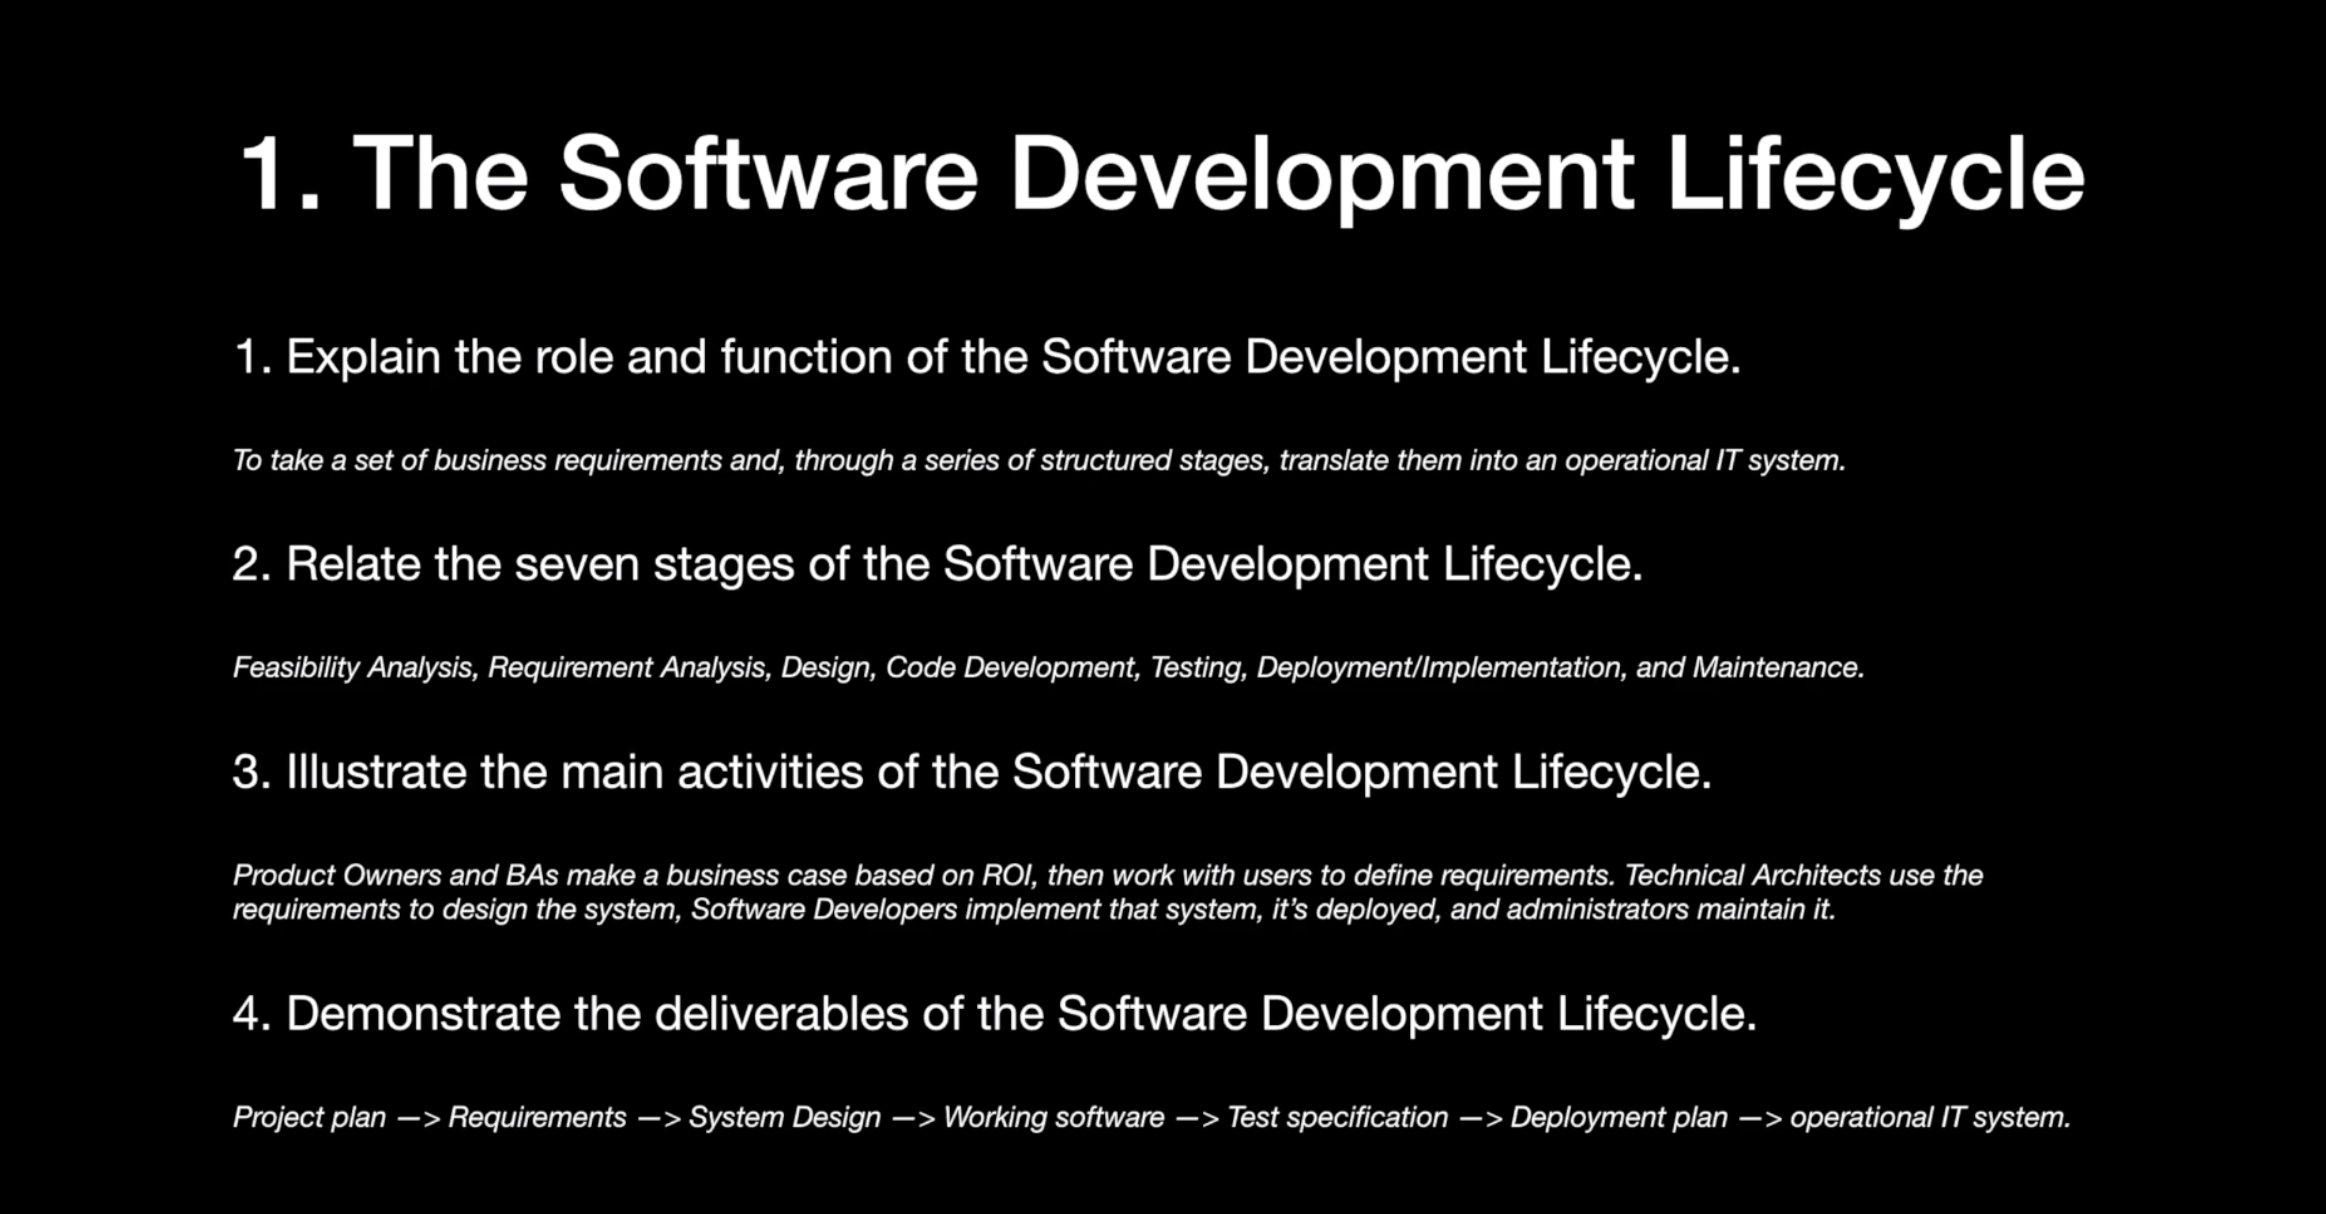 1. The Software Development Lifecycle
1. Explain the role and function of the Software Development Lifecycle.
To take a set of business requirements and, through a series of structured stages, translate them into an operational IT system.
2. Relate the seven stages of the Software Development Lifecycle.
Feasibility Analysis, Requirement Analysis, Design, Code Development, Testing, Deployment/Implementation, and Maintenance.
3. Illustrate the main activities of the Software Development Lifecycle.
Product Owners and BAs make a business case based on ROI, then work with users to define requirements. Technical Architects use the
requirements to design the system, Software Developers implement that system, it’s deployed, and administrators maintain it.
4. Demonstrate the deliverables of the Software Development Lifecycle.
Project plan —> Requirements —> System Design —> Working software —> Test specification —> Deployment plan —> operational IT system.